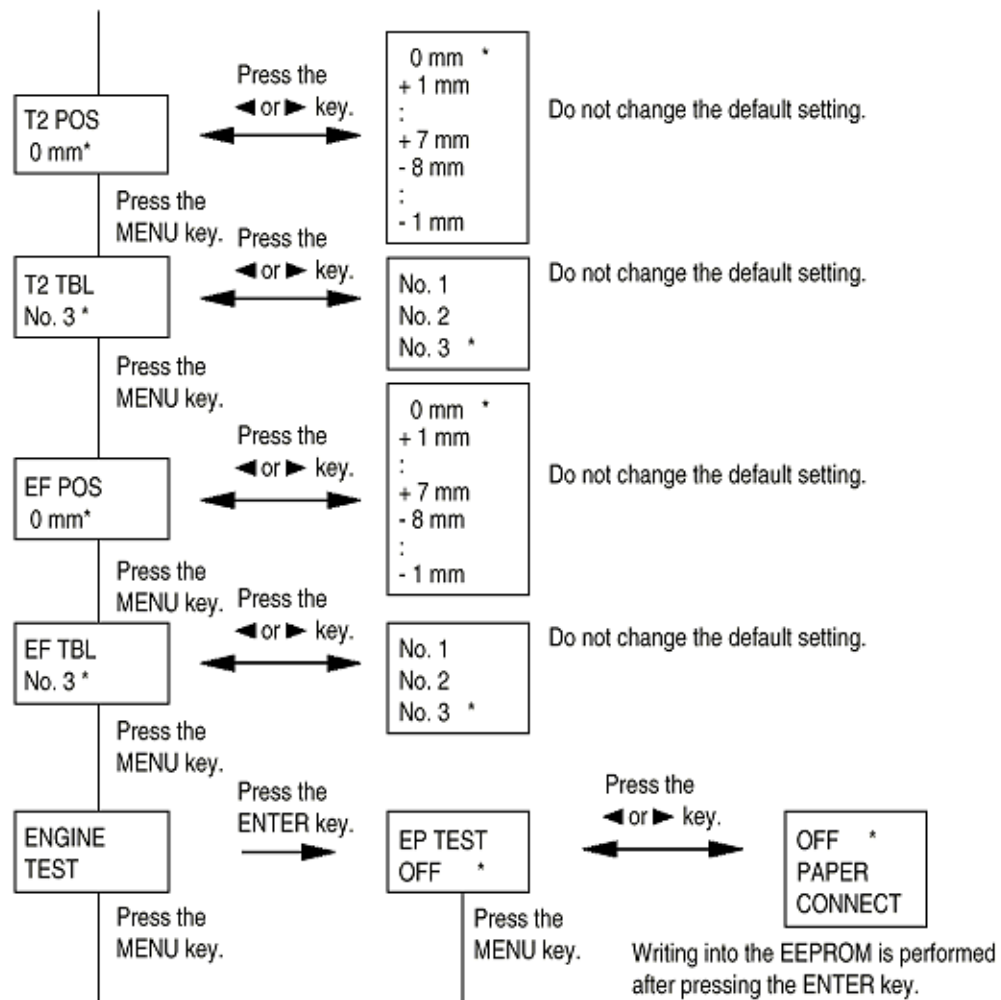 Press the
◄ or ► key.
T2 POS
0 mm*
0 mm *
+ 1 mm
:
+ 7 mm
- 8 mm
:
- 1 mm
Do not change the default setting.
Press the
MENU key.
Press the
◄ or ► key.
T2 TBL
No. 3 *
No. 1
No. 2
No. 3 *
Do not change the default setting.
Press the
MENU key.
Press the
◄ or ► key.
EF POS
0 mm*
0 mm *
+ 1 mm
:
+ 7 mm
- 8 mm
:
- 1 mm
Do not change the default setting.
Press the
MENU key.
Press the
◄ or ► key.
EF TBL
No. 3 *
No. 1
No. 2
No. 3 *
Do not change the default setting.
Press the
MENU key.
ENGINE
TEST
Press the
ENTER key.
EP TEST
OFF *
Press the
◄ or ► key.
OFF *
PAPER
CONNECT
Press the
MENU key.
Press the
MENU key.
Writing into the EEPROM is performed
after pressing the ENTER key.